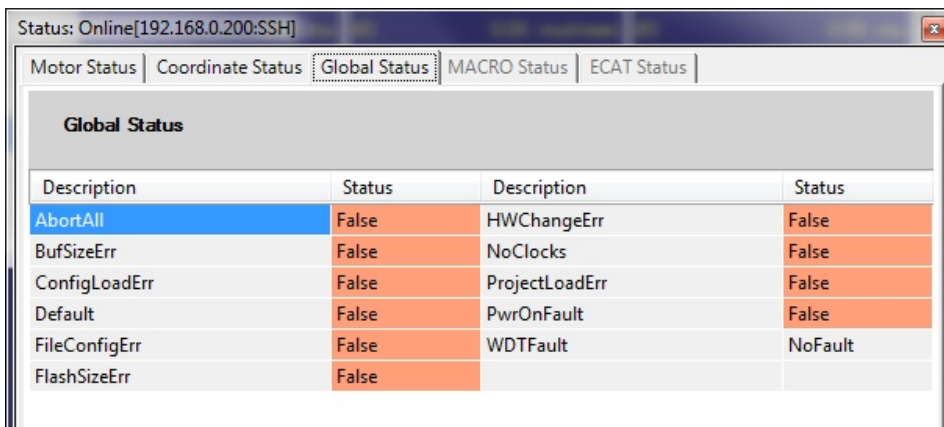 Status: Online[192.168.0.200:SSH]
Motor Status Coordinate Status Global Status MACRO Status ECAT Status
Global Status
Description Status Description Status
AbortAll False HWChangeErr False
BufSizeErr False NoClocks False
ConfigLoadErr False ProjectLoadErr False
Default False PwrOnFault False
FileConfigErr False WDTFault NoFault
FlashSizeErr False